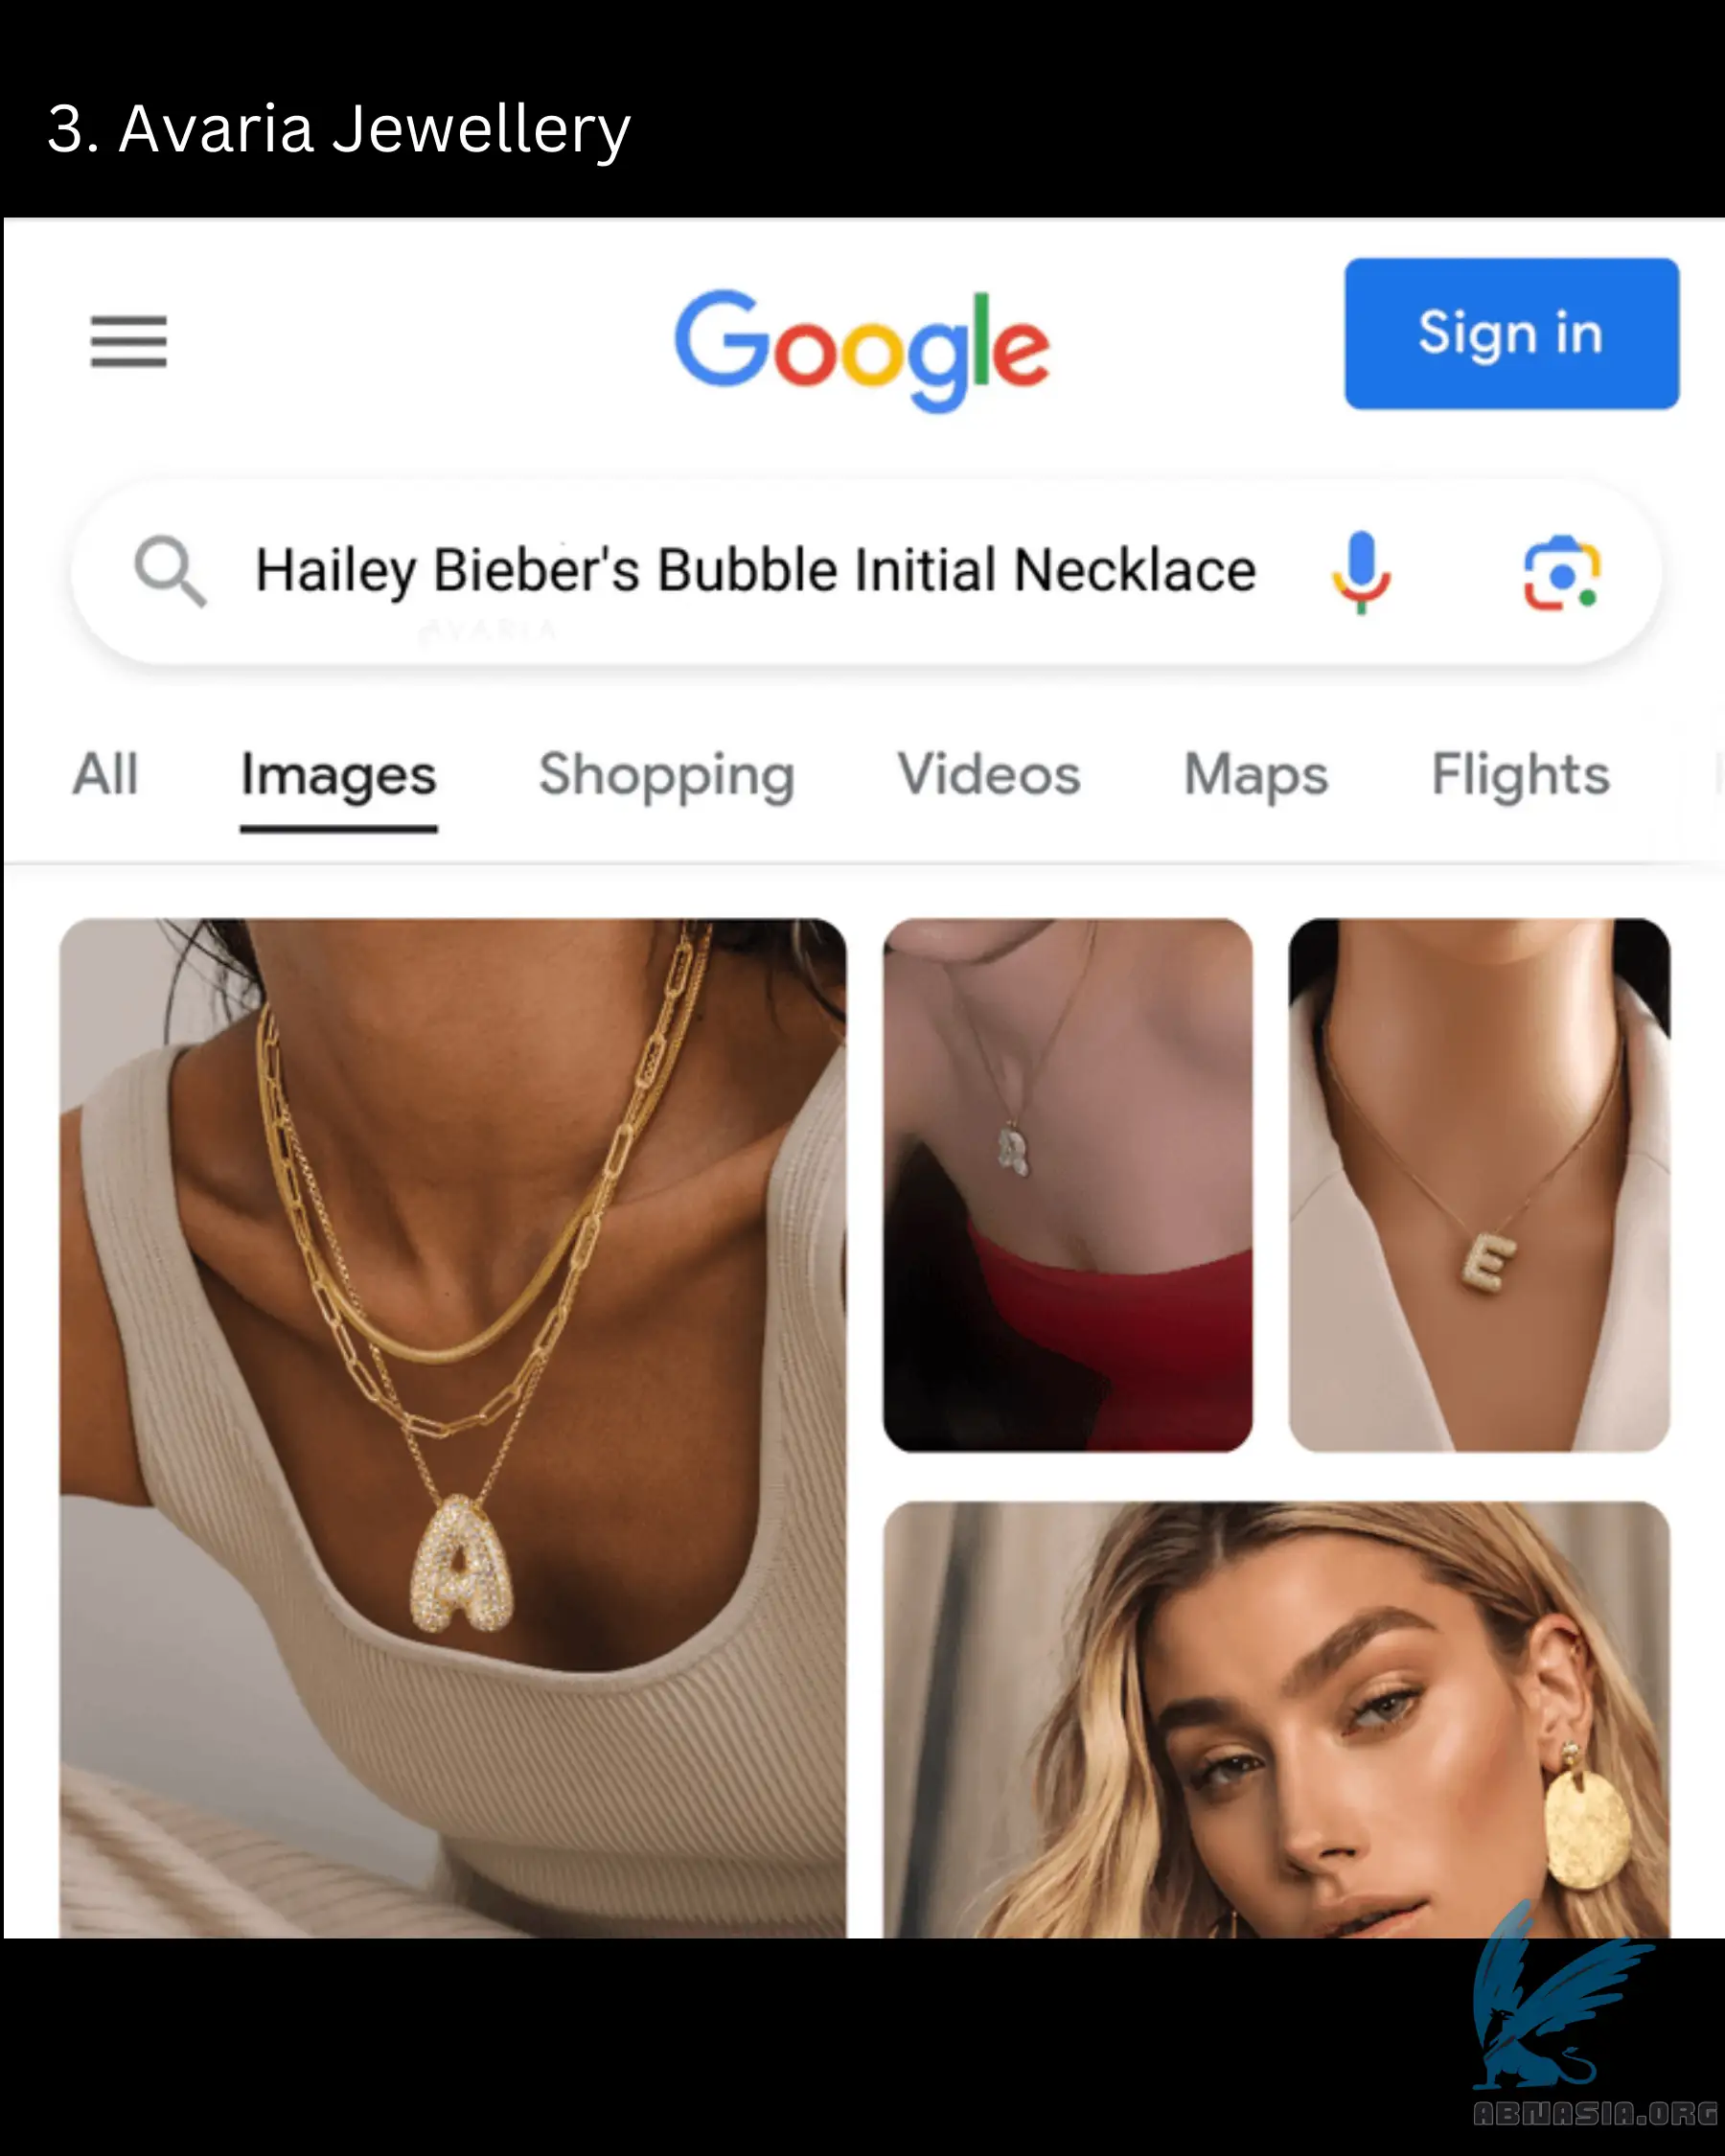 3. Avaria Jewellery
Google
Sign in
Hailey Bieber's Bubble Initial Necklace
AVARIA
All Images Shopping Videos Maps Flights
A
E
ABNASIA.ORG